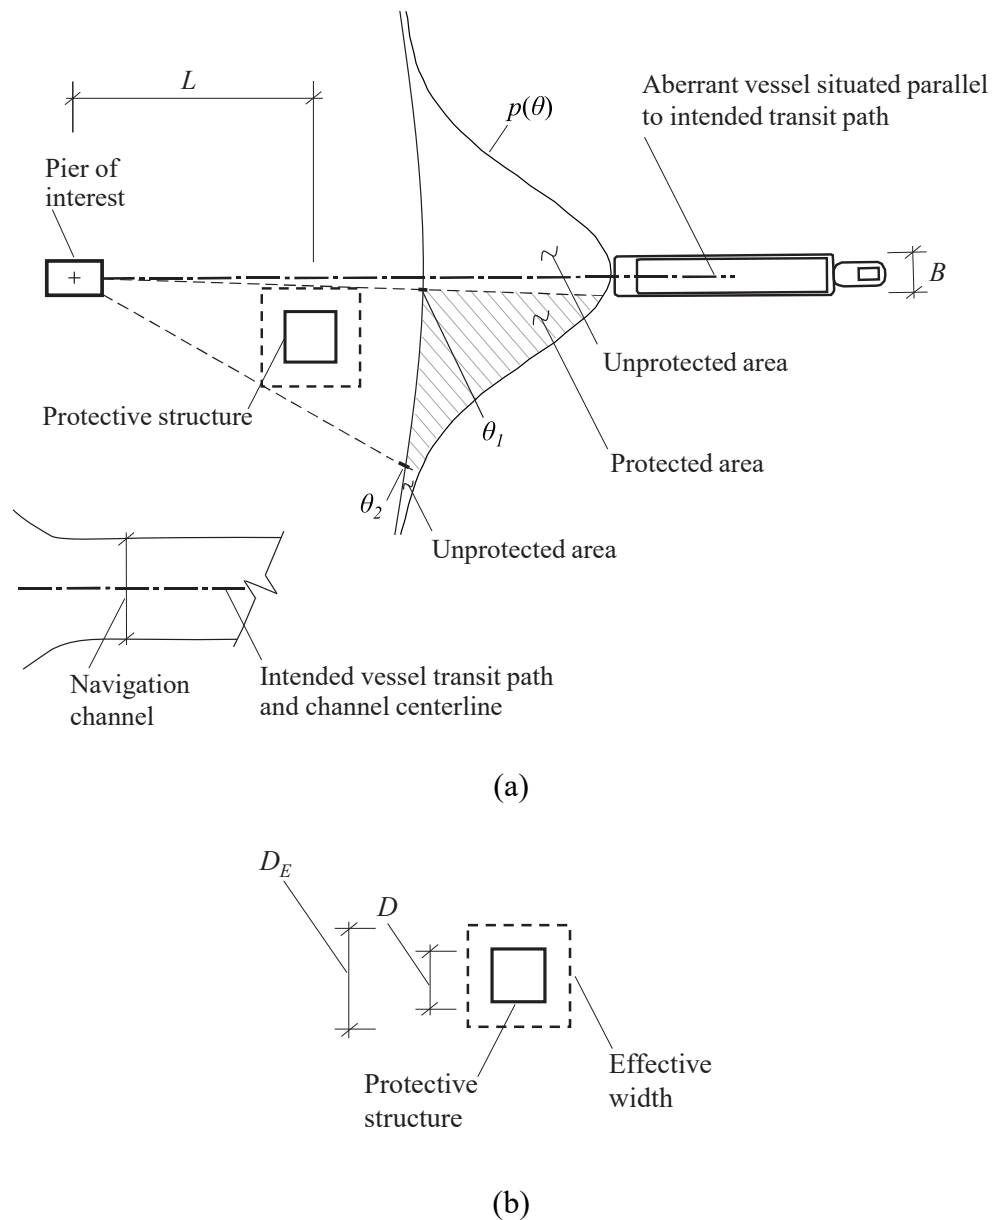 L
Aberrant vessel situated parallel
to intended transit path
p(θ)
Pier of
interest
B
Unprotected area
Protective structure
θ1
Protected area
θ2
Unprotected area
Navigation
channel
Intended vessel transit path
and channel centerline
(a)
DE
D
Effective
width
Protective
structure
(b)